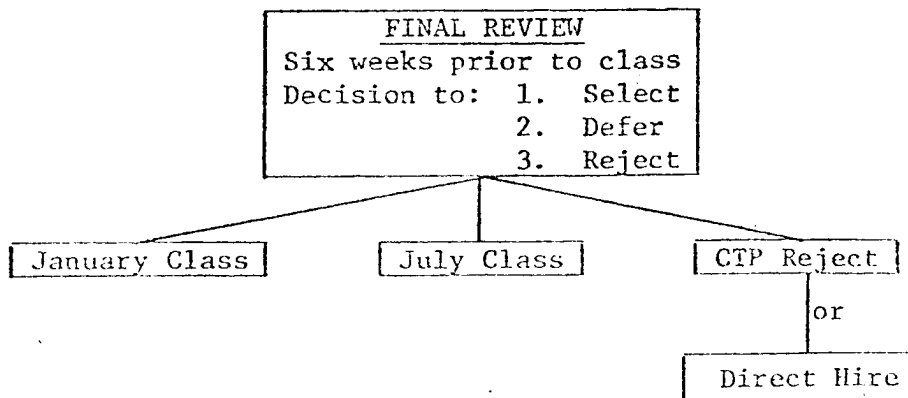 FINAL REVIEW
Six weeks prior to class
Decision to: 1. Select
2. Defer
3. Reject
January Class
July Class
CTP Reject
or
Direct Hire